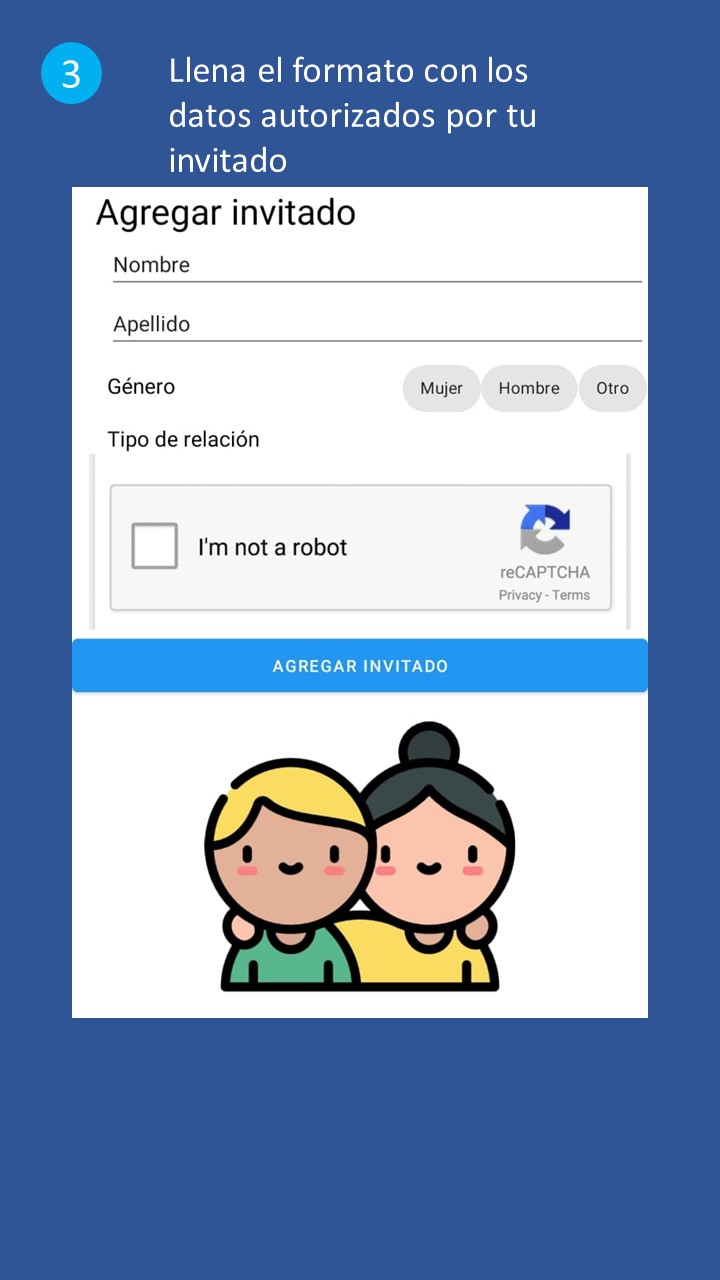 3
Llena el formato con los
datos autorizados por tu
invitado
Agregar invitado
Nombre
Apellido
Género
Mujer
Hombre
Otro
Tipo de relación
I'm not a robot
reCAPTCHA
Privacy - Terms
AGREGAR INVITADO